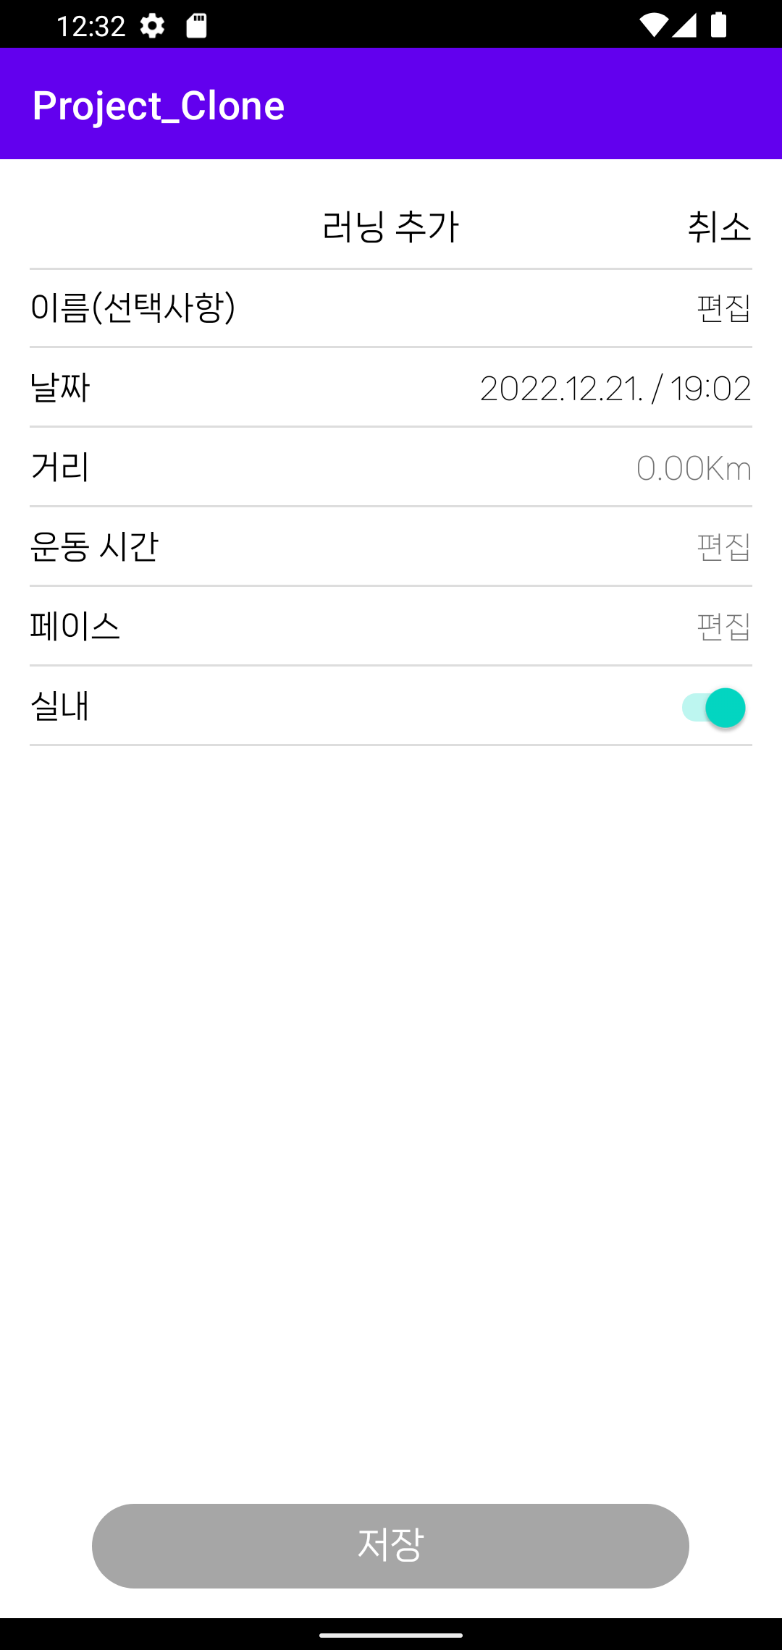 12:32
Project_Clone
러닝 추가 취소
이름(선택사항) 편집
날짜 2022.12.21. / 19:02
거리 0.00Km
운동 시간 편집
페이스 편집
실내
저장